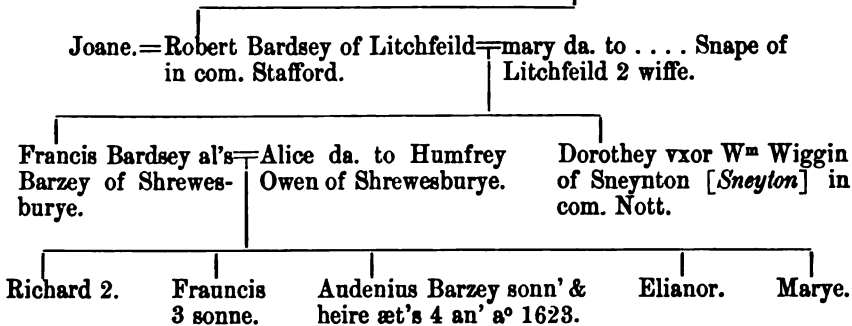 Joane.=Robert Bardsey of Litchfeild=mary da. to .... Snape of
in com. Stafford. Litchfeild 2 wiffe.
Francis Bardsey al's=Alice da. to Humfrey Dorothey vxor Wm Wiggin
Barzey of Shrewes- Owen of Shrewesburye. of Sneynton [Sneyton] in
burye. com. Nott.
Richard 2. Frauncis Audenius Barzey sonn' & Elianor. Marye.
3 sonne. heire æt's 4 an' ao 1623.